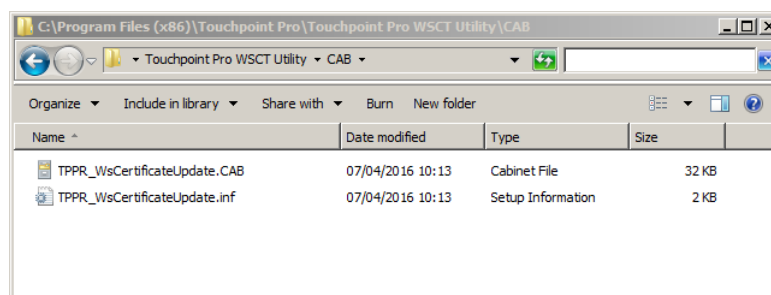 C:\Program Files (x86)\Touchpoint Pro\Touchpoint Pro WSCT Utility\CAB
Touchpoint Pro WSCT Utility CAB
Organize Include in library Share with Burn New folder
Name Date modified Type Size
TPPR_WsCertificateUpdate.CAB 07/04/2016 10:13 Cabinet File 32 KB
TPPR_WsCertificateUpdate.inf 07/04/2016 10:13 Setup Information 2 KB